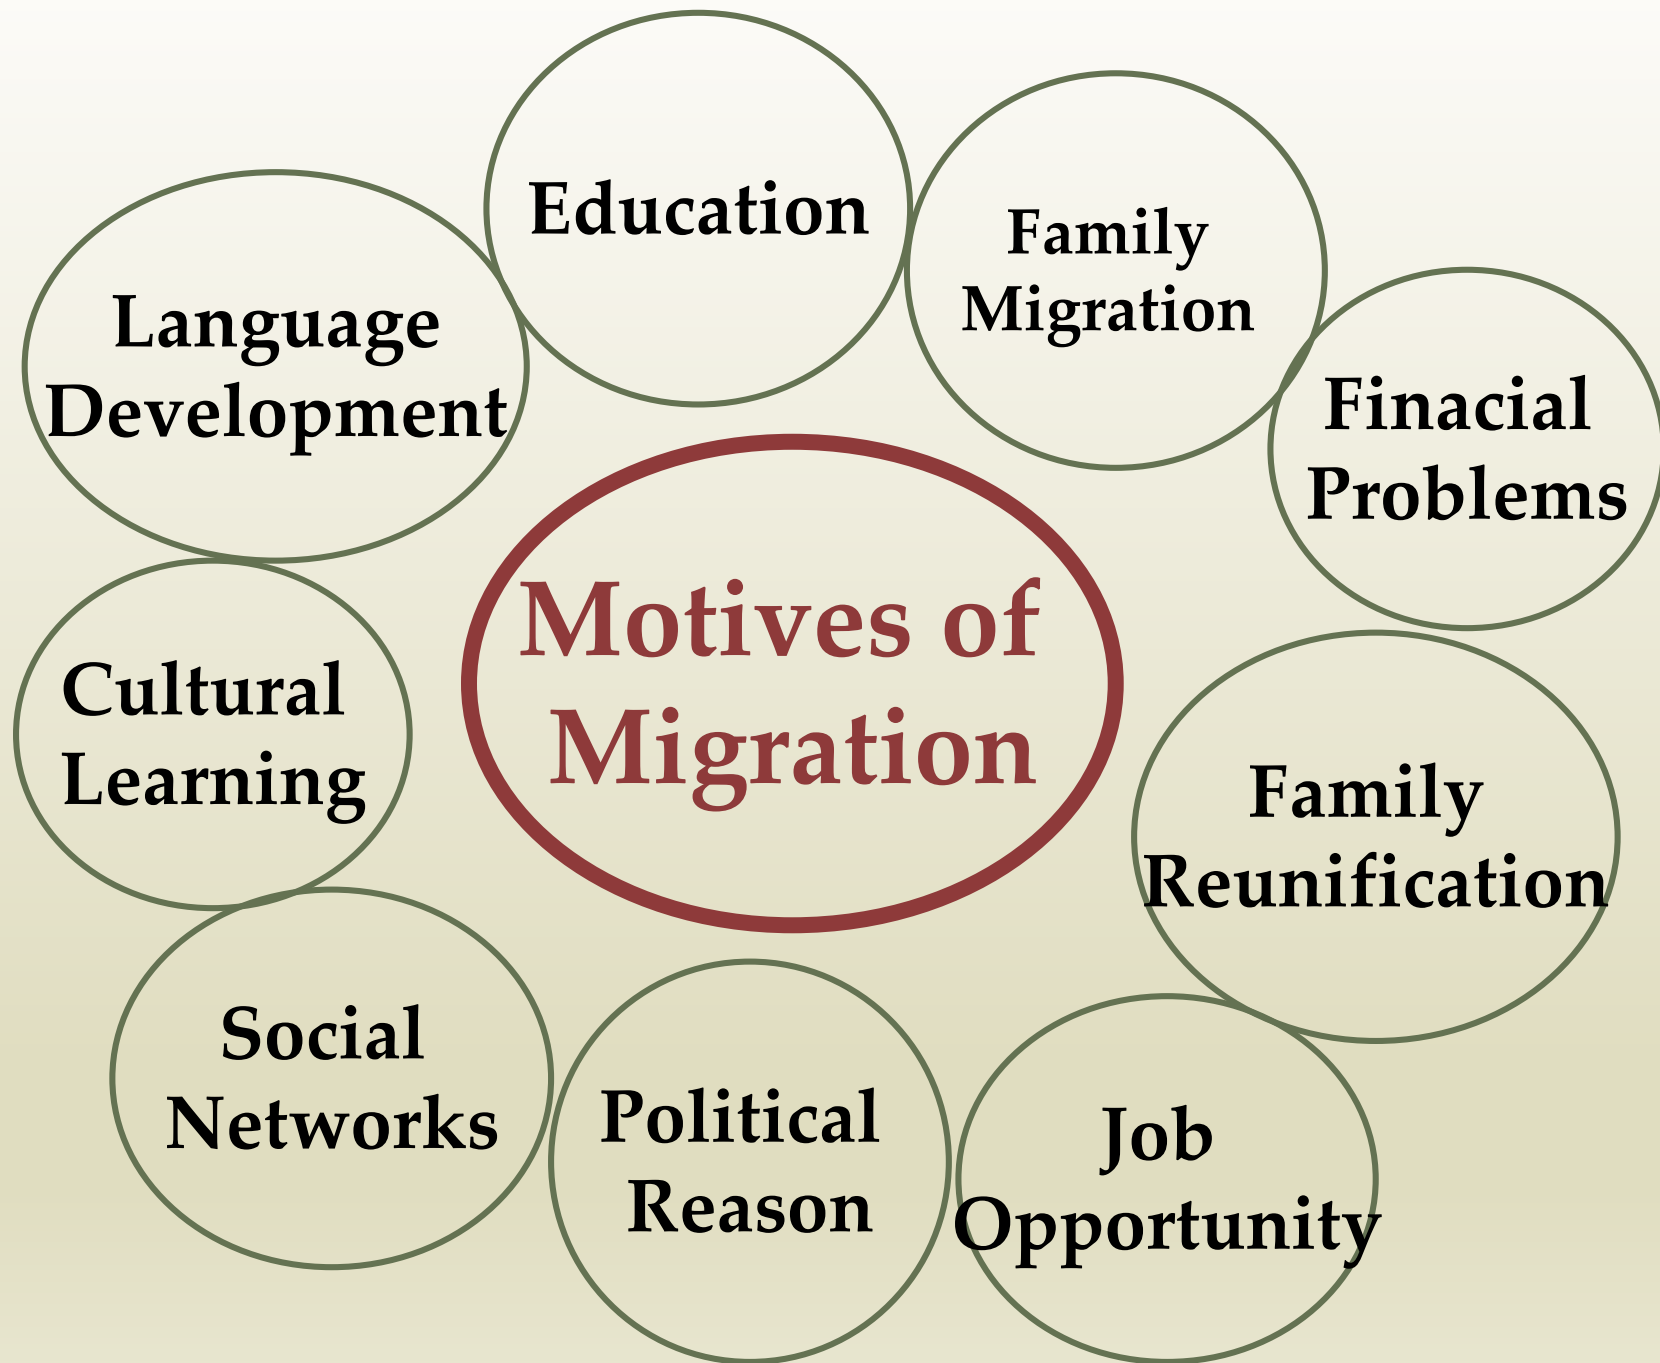 Education
Family
Migration
Language
Development
Finacial
Problems
Motives of
Migration
Cultural
Learning
Family
Reunification
Social
Networks
Political
Reason
Job
Opportunity